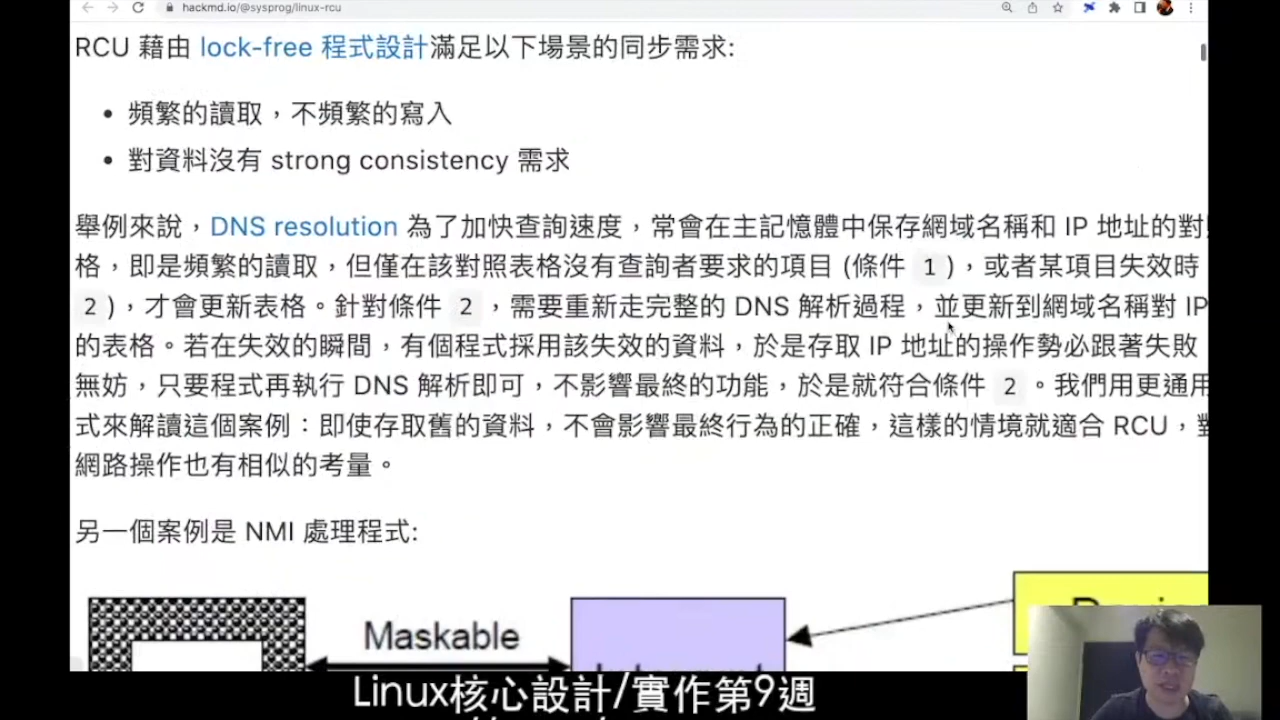 hackmd.io/@sysprog/linux-rcu
RCU 藉由 lock-free 程式設計滿足以下場景的同步需求:
• 頻繁的讀取，不頻繁的寫入
• 對資料沒有 strong consistency 需求
舉例來說，DNS resolution 為了加快查詢速度，常會在主記憶體中保存網域名稱和 IP 地址的對
格，即是頻繁的讀取，但僅在該對照表格沒有查詢者要求的項目 (條件 1 )，或者某項目失效時
2 )，才會更新表格。針對條件 2 ，需要重新走完整的 DNS 解析過程，並更新到網域名稱對 IP
的表格。若在失效的瞬間，有個程式採用該失效的資料，於是存取 IP 地址的操作勢必跟著失敗
無妨，只要程式再執行 DNS 解析即可，不影響最終的功能，於是就符合條件 2 。我們用更通用
式來解讀這個案例：即使存取舊的資料，不會影響最終行為的正確，這樣的情境就適合 RCU，
網路操作也有相似的考量。
另一個案例是 NMI 處理程式:
Maskable
Linux核心設計/實作第9週